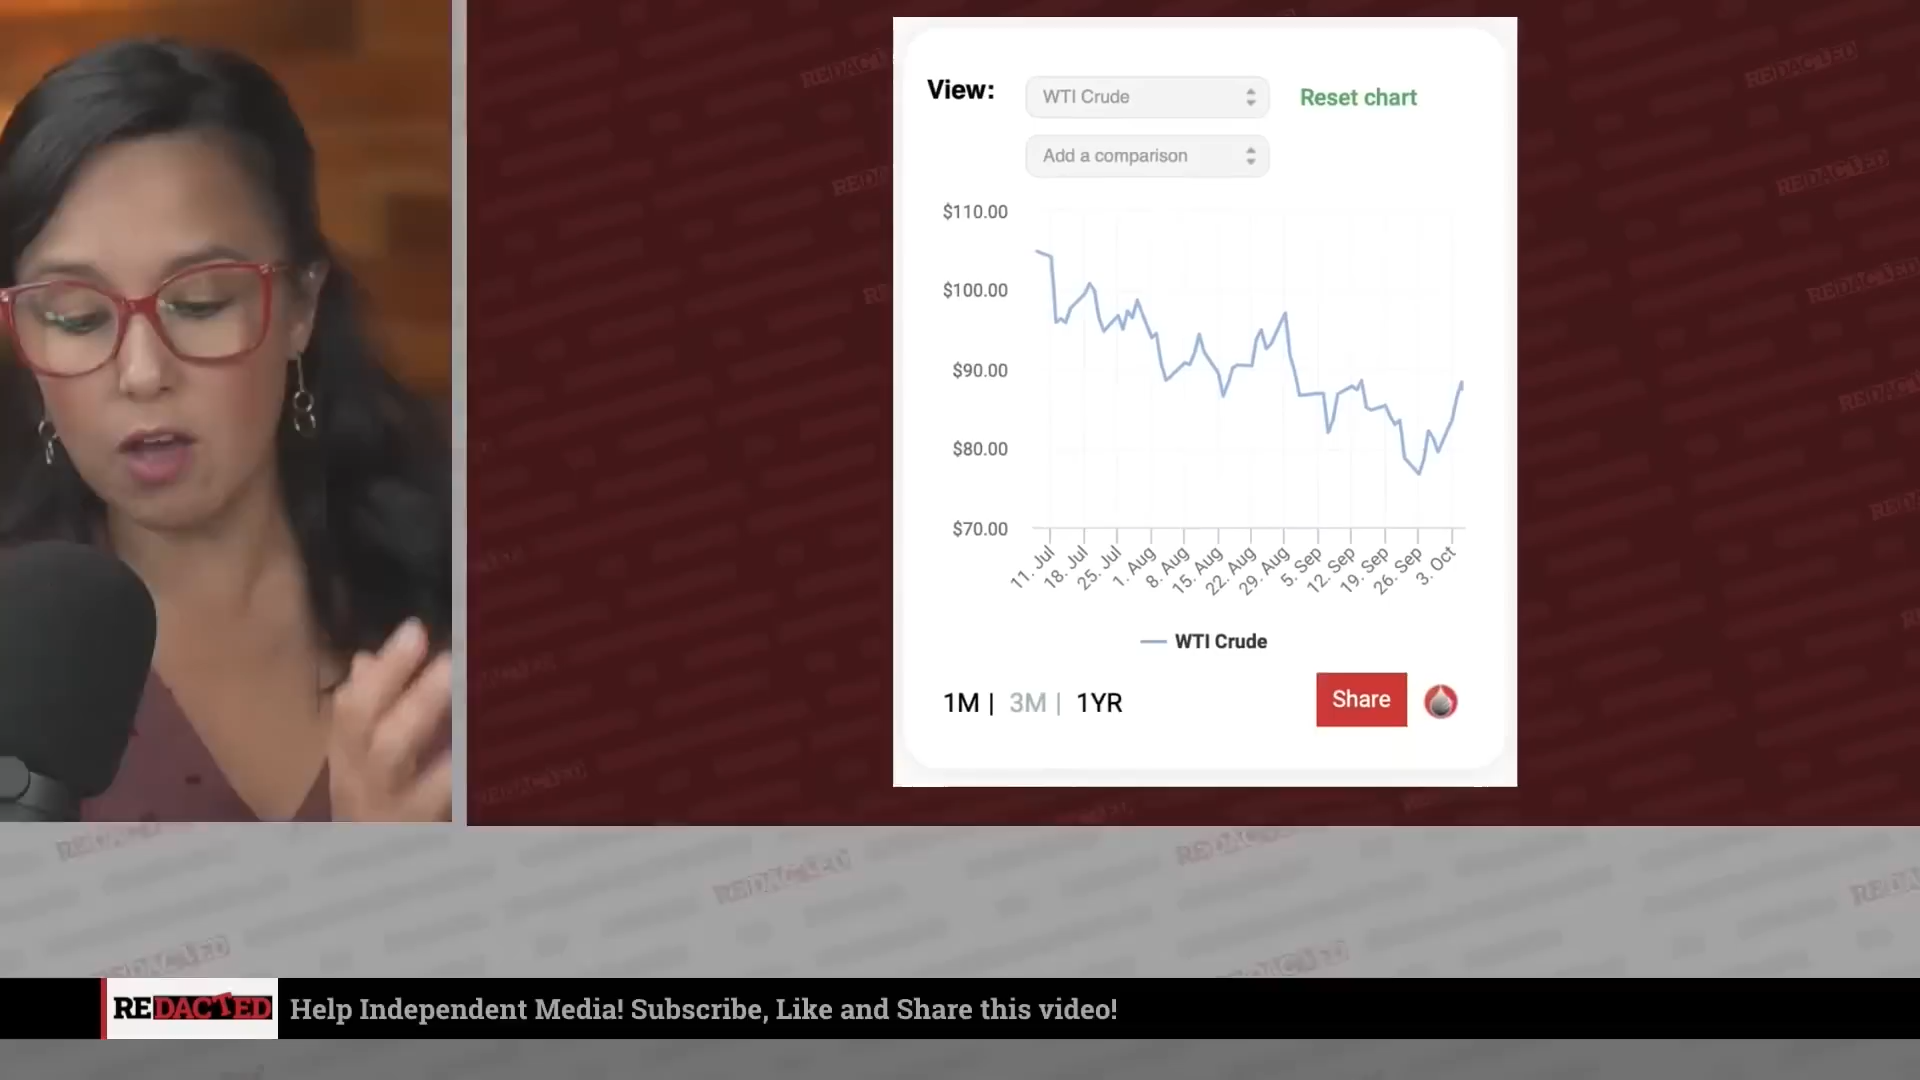 View:
WTI Crude
Reset chart
Add a comparison
$110.00
$100.00
$90.00
$80.00
$70.00
11. Jul
18. Jul
25. Jul
1. Aug
8. Aug
15. Aug
22. Aug
29. Aug
5. Sep
12. Sep
19. Sep
26. Sep
3. Oct
WTI Crude
1M | 3M | 1YR
Share
REDACTED
Help Independent Media! Subscribe, Like and Share this video!